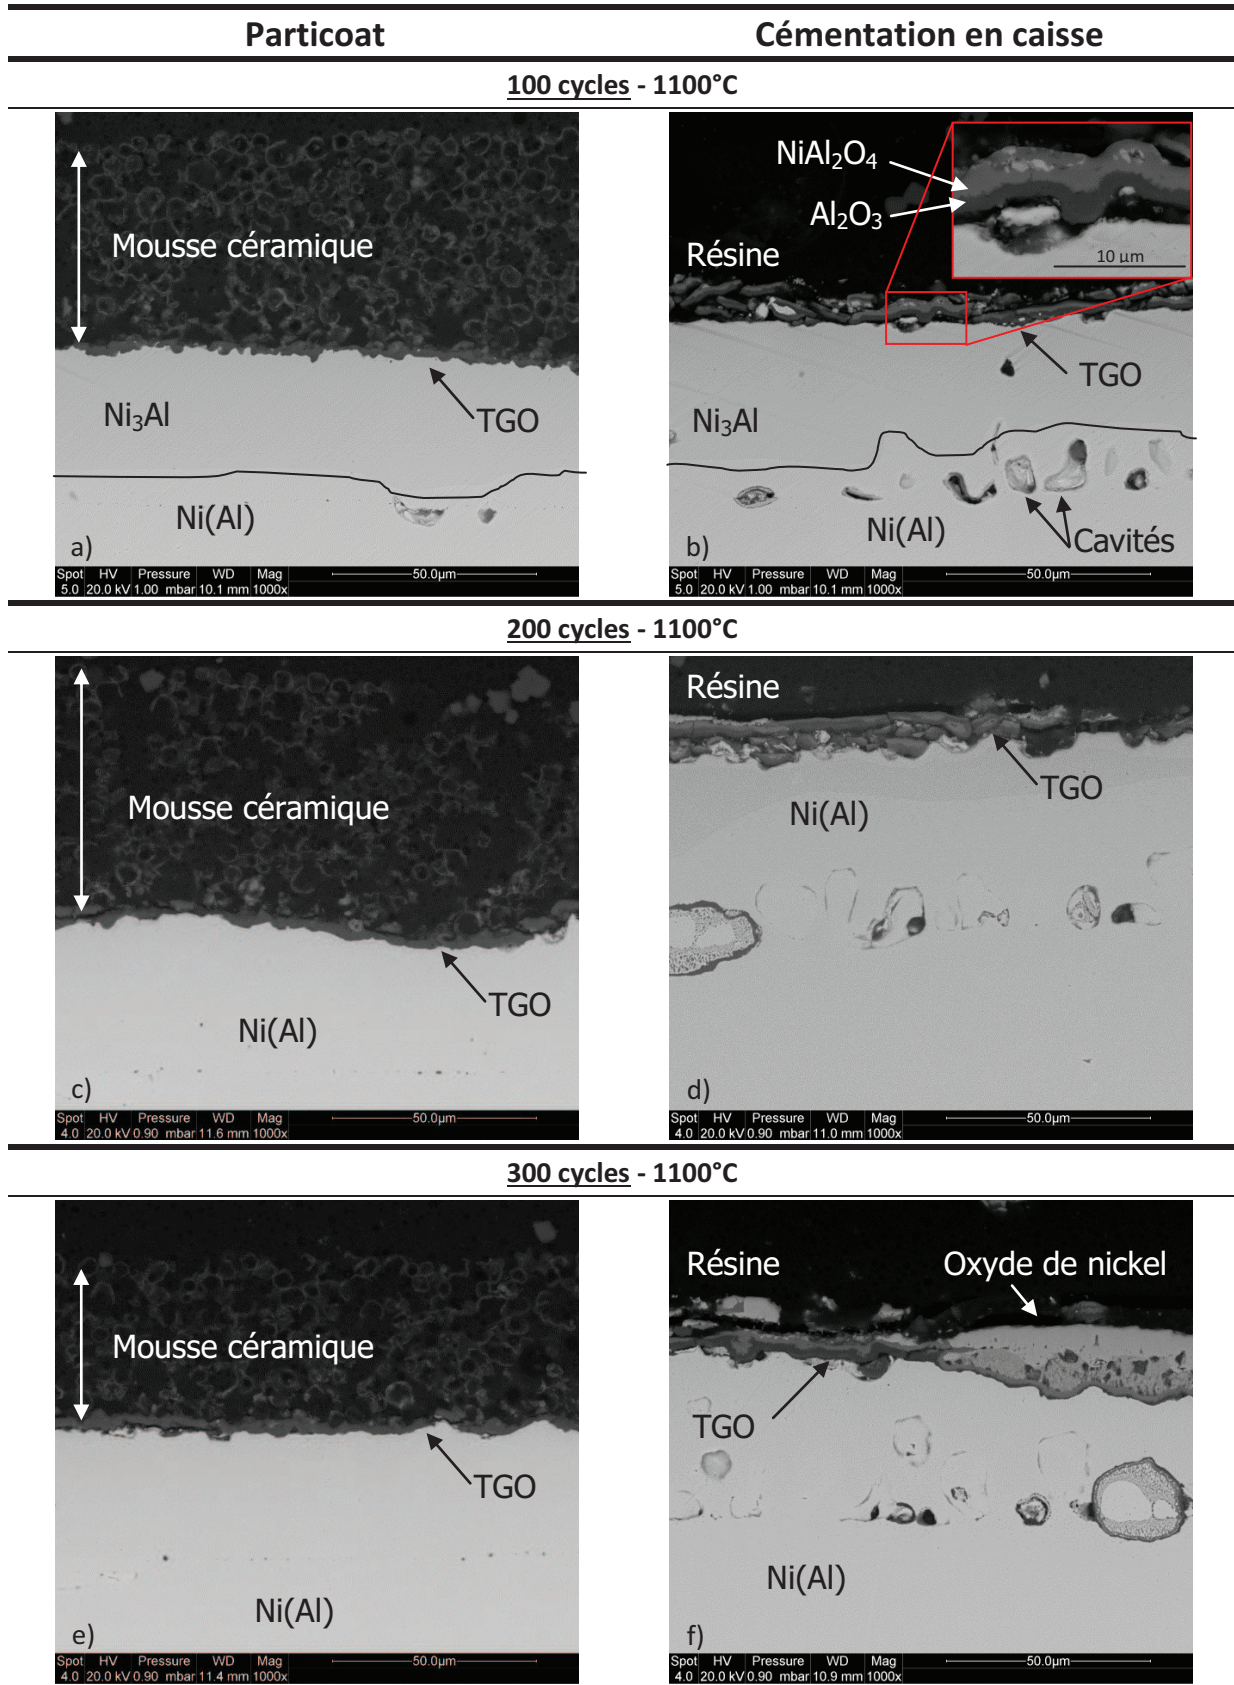 Particoat
Cémentation en caisse
100 cycles - 1100°C
Mousse céramique
Ni3Al
TGO
Ni(Al)
a)
Spot HV Pressure WD Mag 50.0µm
5.0 20.0 kV 1.00 mbar 10.1 mm 1000x
NiAl2O4
Al2O3
10 µm
Résine
TGO
Ni3Al
Ni(Al)
Cavités
b)
Spot HV Pressure WD Mag 50.0µm
5.0 20.0 kV 1.00 mbar 10.1 mm 1000x
200 cycles - 1100°C
Mousse céramique
TGO
Ni(Al)
c)
Spot HV Pressure WD Mag 50.0µm
4.0 20.0 kV 0.90 mbar 11.6 mm 1000x
Résine
TGO
Ni(Al)
d)
Spot HV Pressure WD Mag 50.0µm
4.0 20.0 kV 0.90 mbar 11.0 mm 1000x
300 cycles - 1100°C
Mousse céramique
TGO
Ni(Al)
e)
Spot HV Pressure WD Mag 50.0µm
4.0 20.0 kV 0.90 mbar 11.4 mm 1000x
Résine
Oxyde de nickel
TGO
Ni(Al)
f)
Spot HV Pressure WD Mag 50.0µm
4.0 20.0 kV 0.90 mbar 10.9 mm 1000x